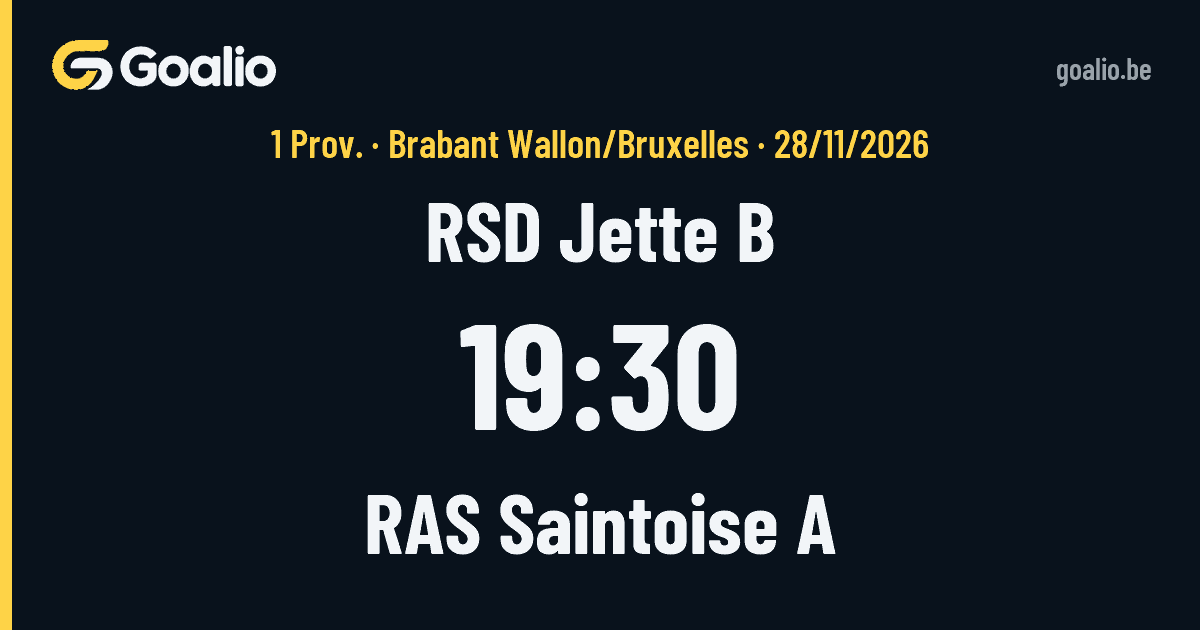 Goalio
goalio.be
1 Prov. · Brabant Wallon/Bruxelles · 28/11/2026
RSD Jette B
19:30
RAS Saintoise A